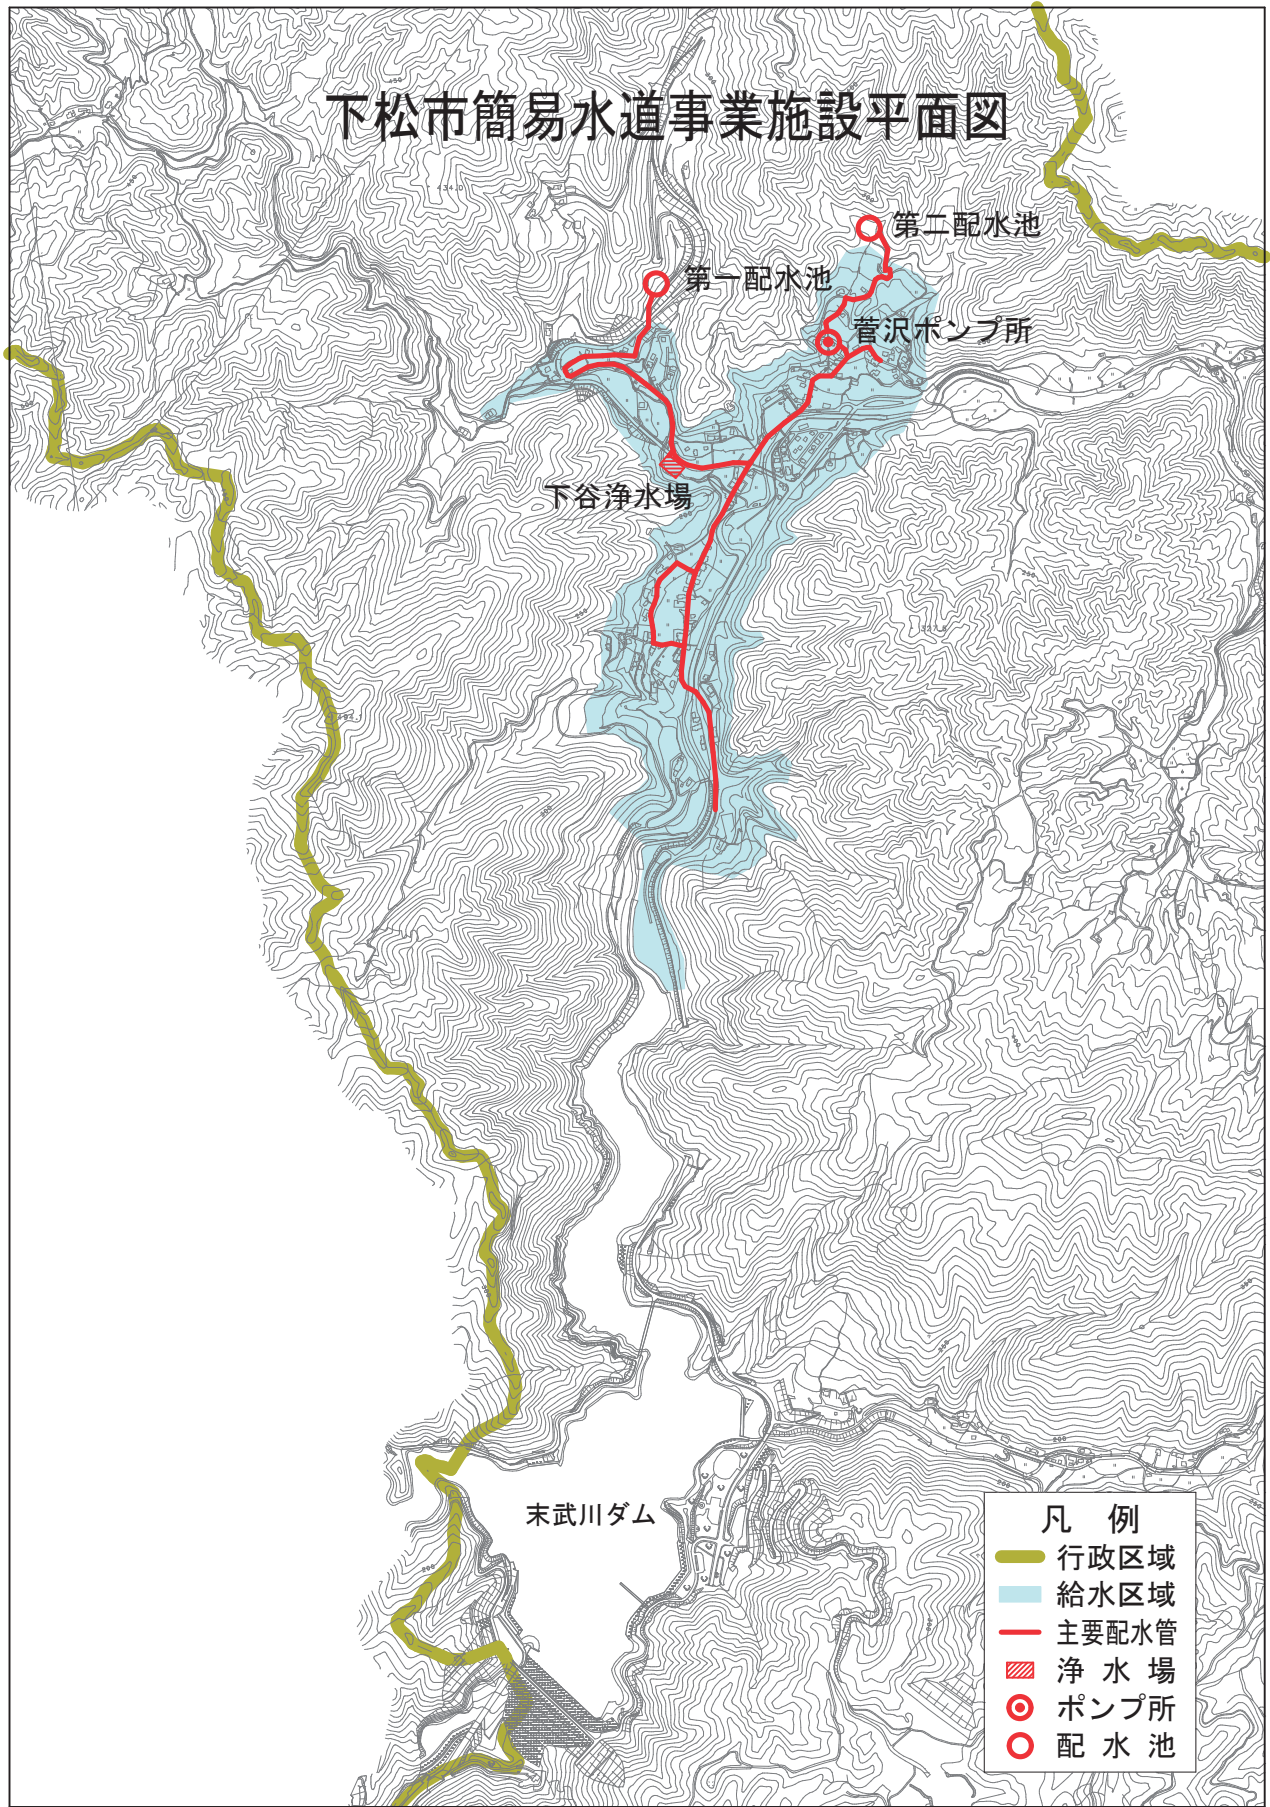 下松市簡易水道事業施設平面図
第二配水池
第一配水池
菅沢ポンプ所
下谷浄水場
末武川ダム
凡 例
行政区域
給水区域
主要配水管
浄 水 場
ポンプ所
配 水 池